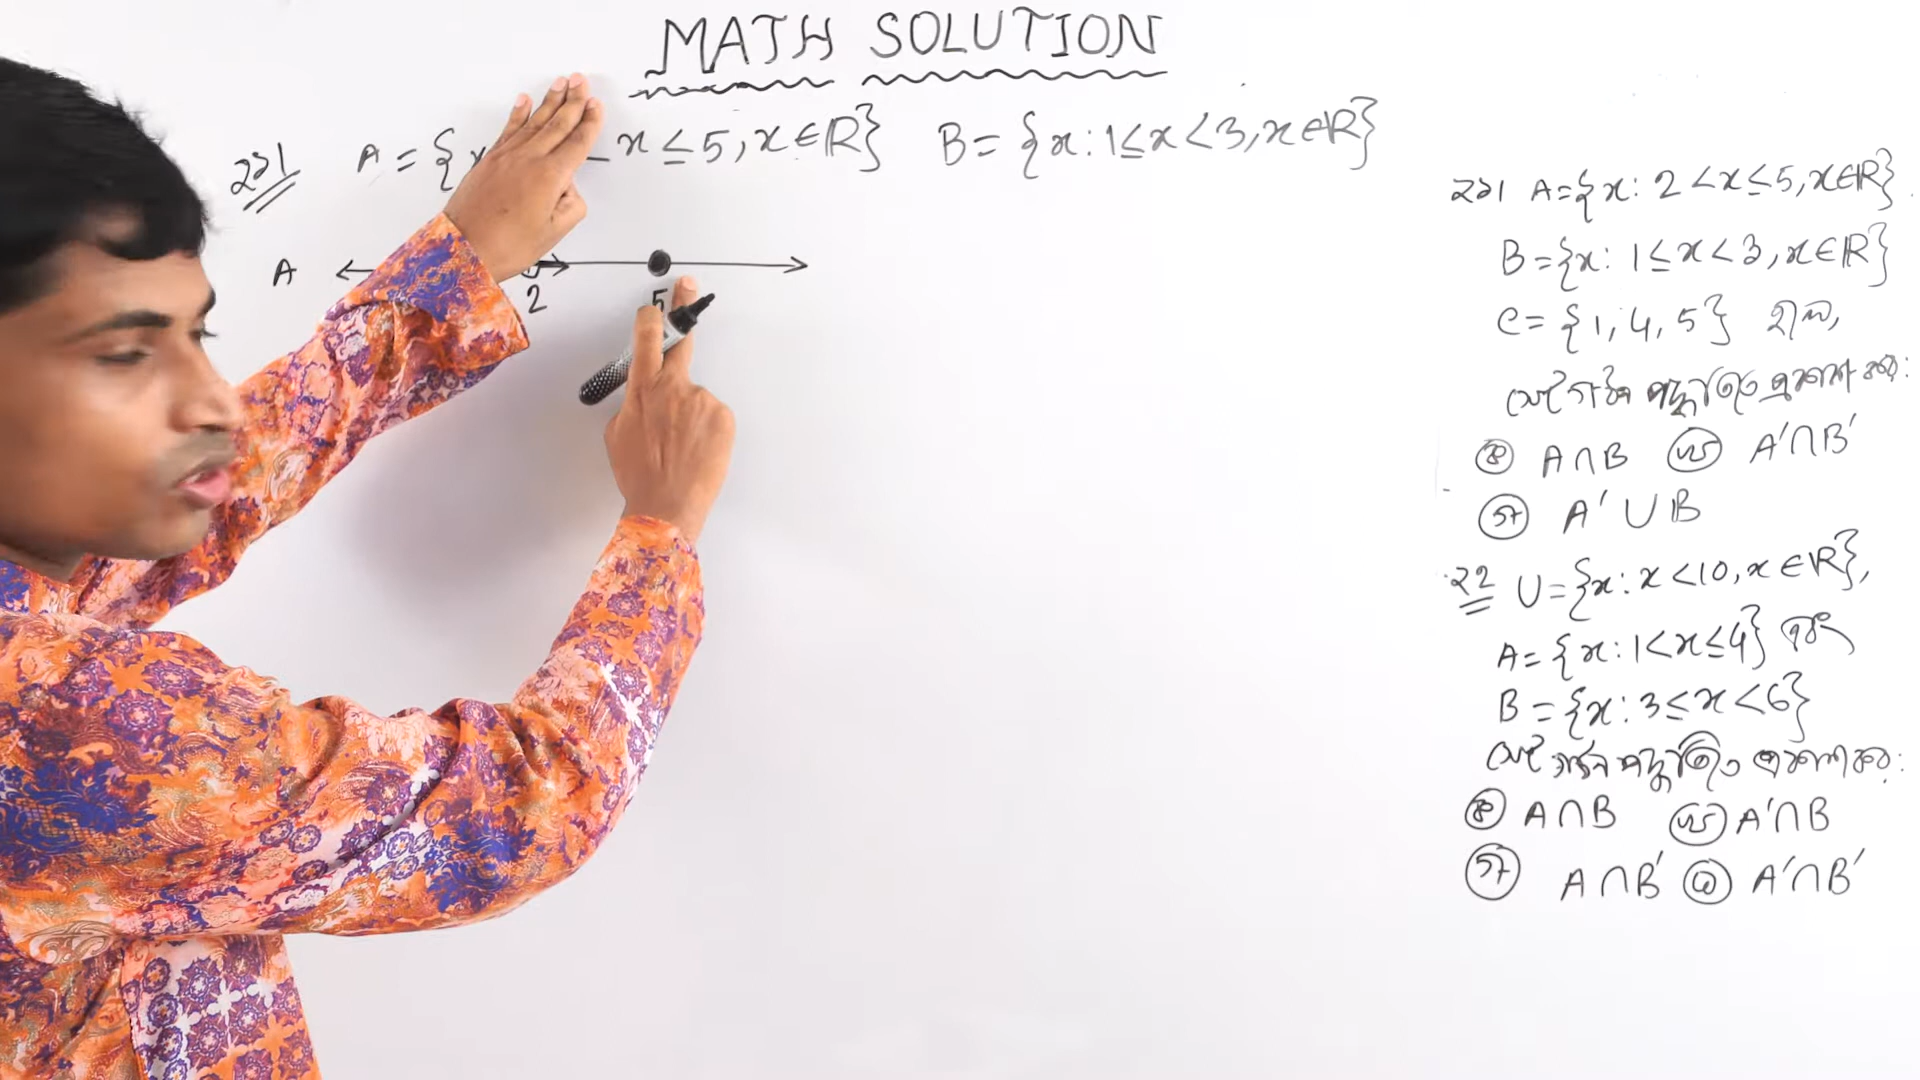 MATH SOLUTION
২১। A = {x x ≤ 5, x ∈ ℝ} B = {x : 1 ≤ x < 3, x ∈ ℝ}
A
2 5
২১। A = {x : 2 < x ≤ 5, x ∈ ℝ}
B = {x : 1 ≤ x < 3, x ∈ ℝ}
C = {1, 4, 5} হলে,
সেট গঠন পদ্ধতিতে প্রকাশ কর:
ক A ∩ B খ A′ ∩ B′
গ A′ ∪ B
২২ U = {x : x < 10, x ∈ ℝ},
A = {x : 1 < x ≤ 4} এবং
B = {x : 3 ≤ x < 6}
সেট গঠন পদ্ধতিতে প্রকাশ কর:
ক A ∩ B খ A′ ∩ B
গ A ∩ B′ ঘ A′ ∩ B′